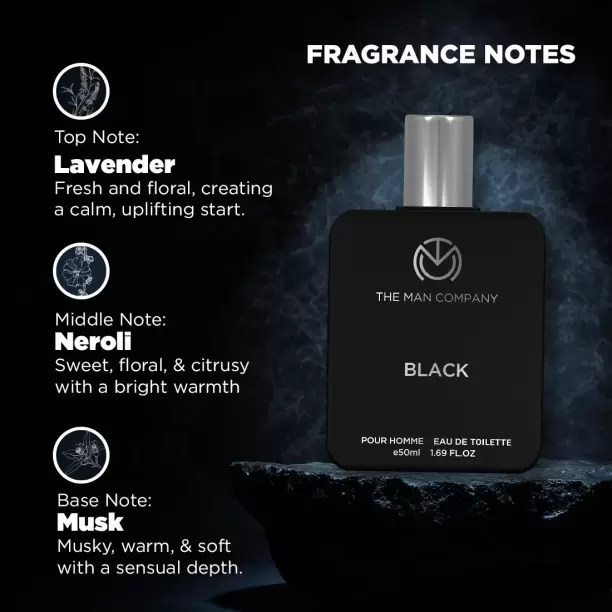 FRAGRANCE NOTES
Top Note:
Lavender
Fresh and floral, creating
a calm, uplifting start.
Middle Note:
Neroli
Sweet, floral, & citrusy
with a bright warmth
Base Note:
Musk
Musky, warm, & soft
with a sensual depth.
THE MAN COMPANY
BLACK
POUR HOMME EAU DE TOILETTE
e50ml 1.69 FL.OZ